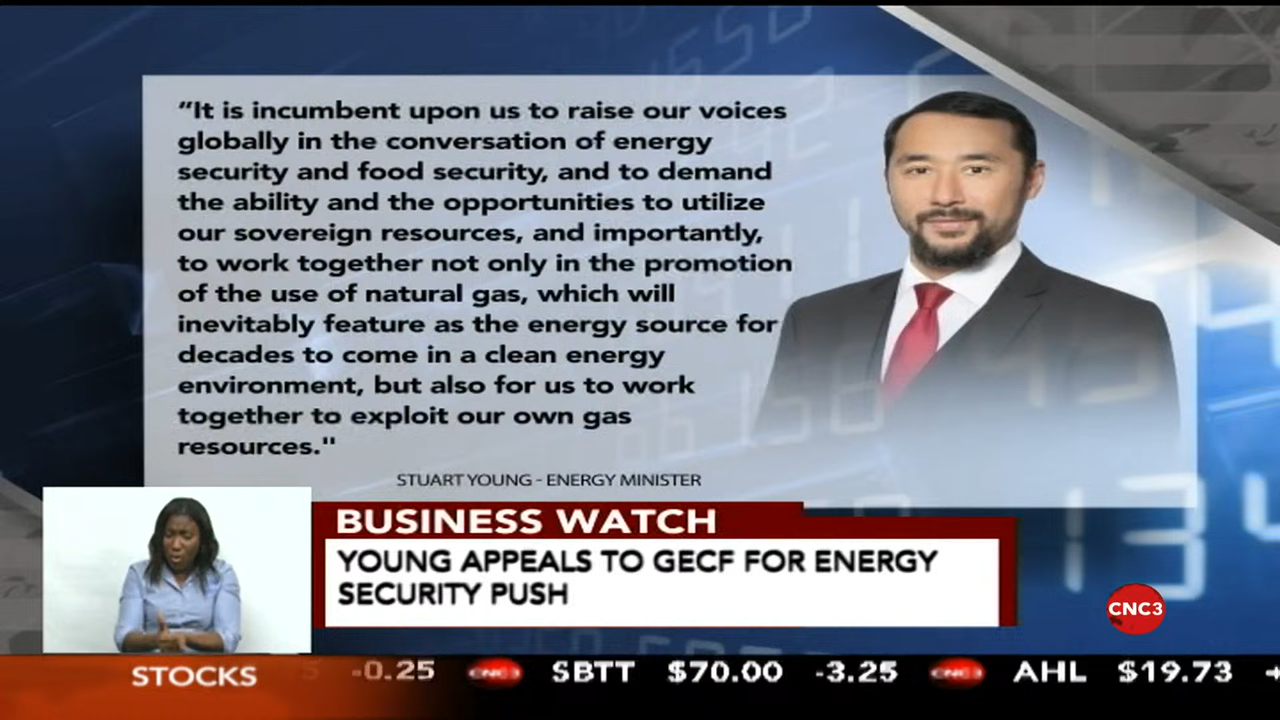 “It is incumbent upon us to raise our voices
globally in the conversation of energy
security and food security, and to demand
the ability and the opportunities to utilize
our sovereign resources, and importantly,
to work together not only in the promotion
of the use of natural gas, which will
inevitably feature as the energy source for
decades to come in a clean energy
environment, but also for us to work
together to exploit our own gas
resources."
STUART YOUNG - ENERGY MINISTER
BUSINESS WATCH
YOUNG APPEALS TO GECF FOR ENERGY
SECURITY PUSH
CNC3
STOCKS -0.25 CNC3 SBTT $70.00 -3.25 CNC3 AHL $19.73